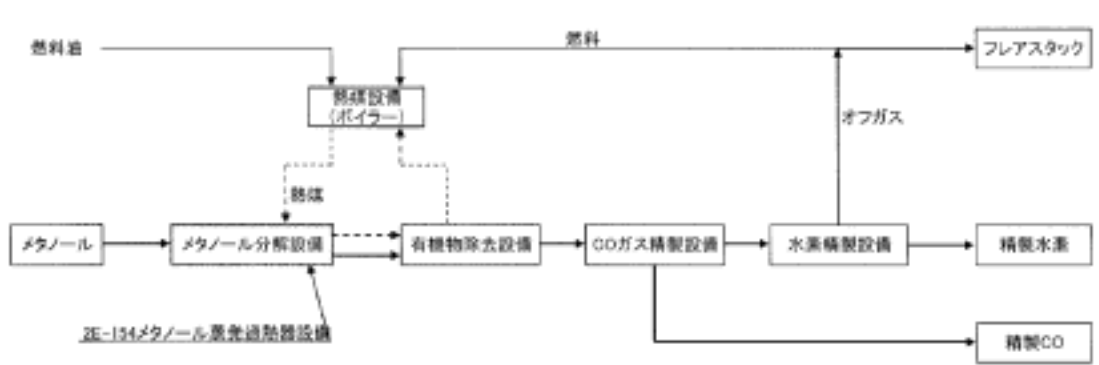 燃料油
燃料
フレアスタック
熱媒設備
(ボイラー)
オフガス
熱媒
メタノール
メタノール分解設備
有機物除去設備
COガス精製設備
水素精製設備
精製水素
2E-154メタノール蒸発過熱器設備
精製CO